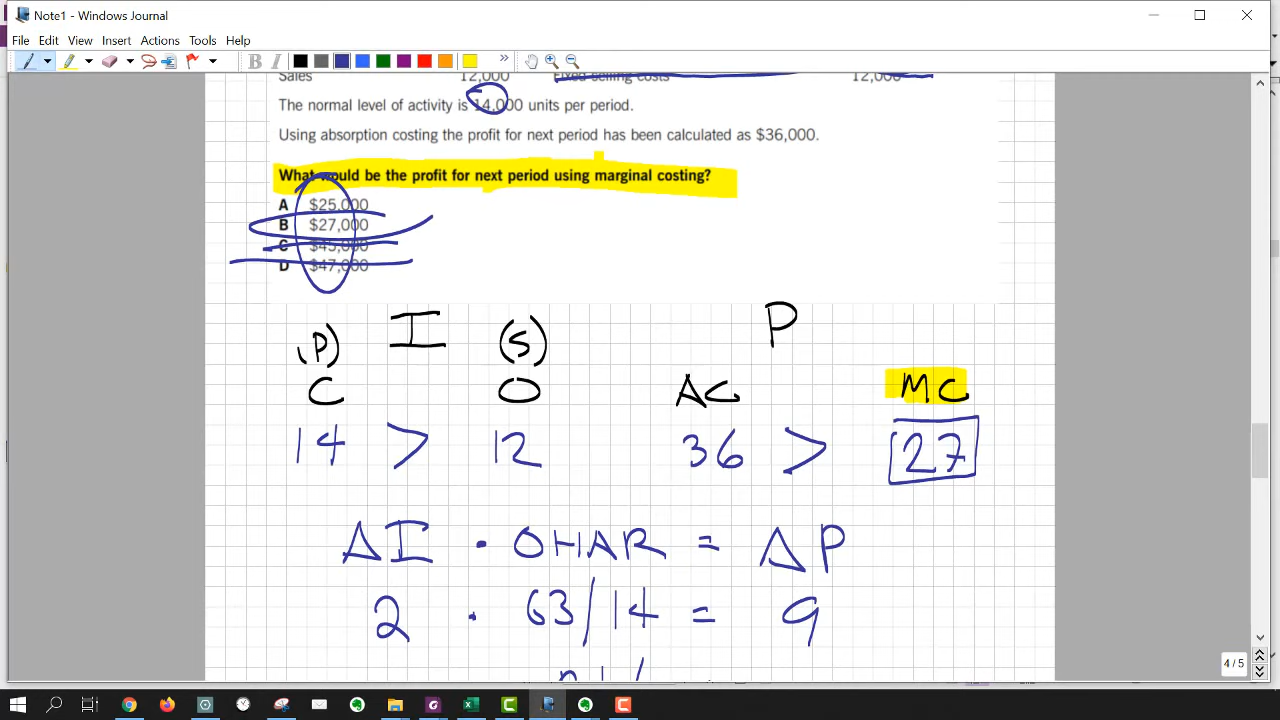 Note1 - Windows Journal
File Edit View Insert Actions Tools Help
B I
Sales 12,000 Fixed selling costs 12,000
The normal level of activity is 14,000 units per period.
Using absorption costing the profit for next period has been calculated as $36,000.
What would be the profit for next period using marginal costing?
A $25,000
B $27,000
C $45,000
D $47,000
(P) I (S) P
C O AC MC
14 > 12 36 > 27
ΔI · OHAR = ΔP
2 · 63/14 = 9
4/5